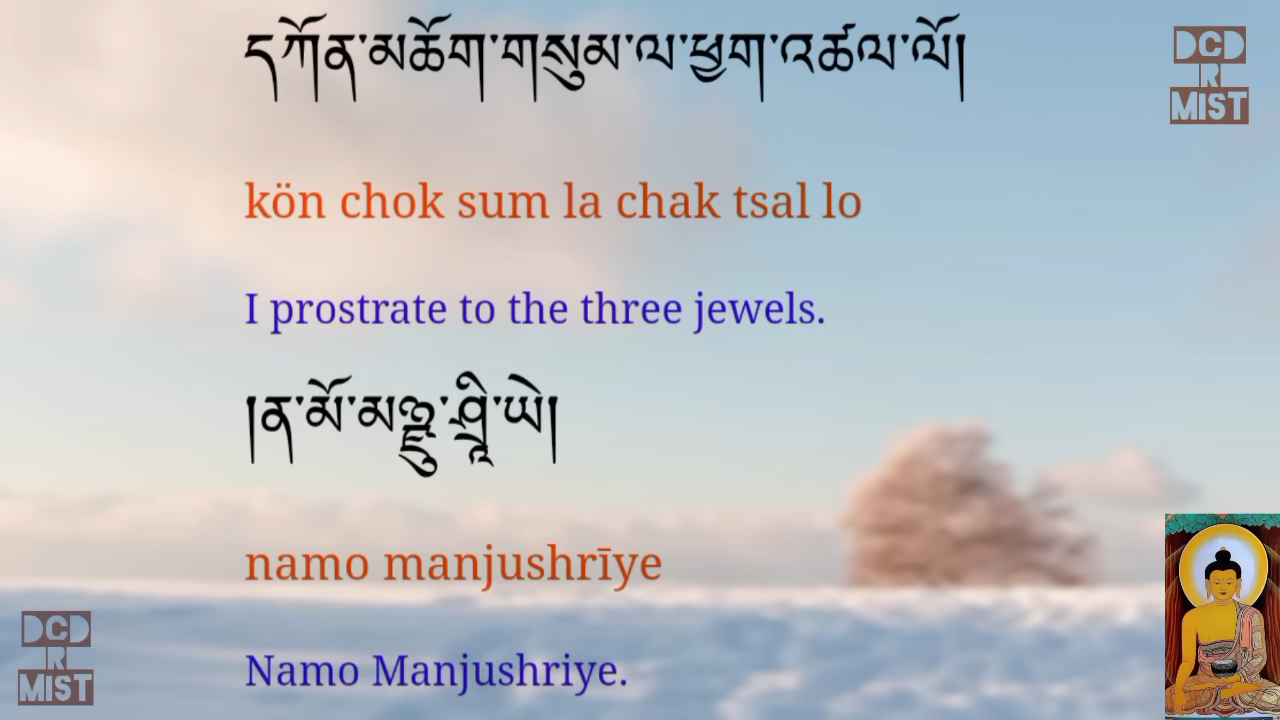 དཀོན་མཆོག་གསུམ་ལ་ཕྱག་འཚལ་ལོ།
DCD
R
MIST
kön chok sum la chak tsal lo
I prostrate to the three jewels.
།ན་མོ་མཉྫུ་ཤྲཱི་ཡེ།
namo manjushrīye
DCD
R
MIST
Namo Manjushriye.